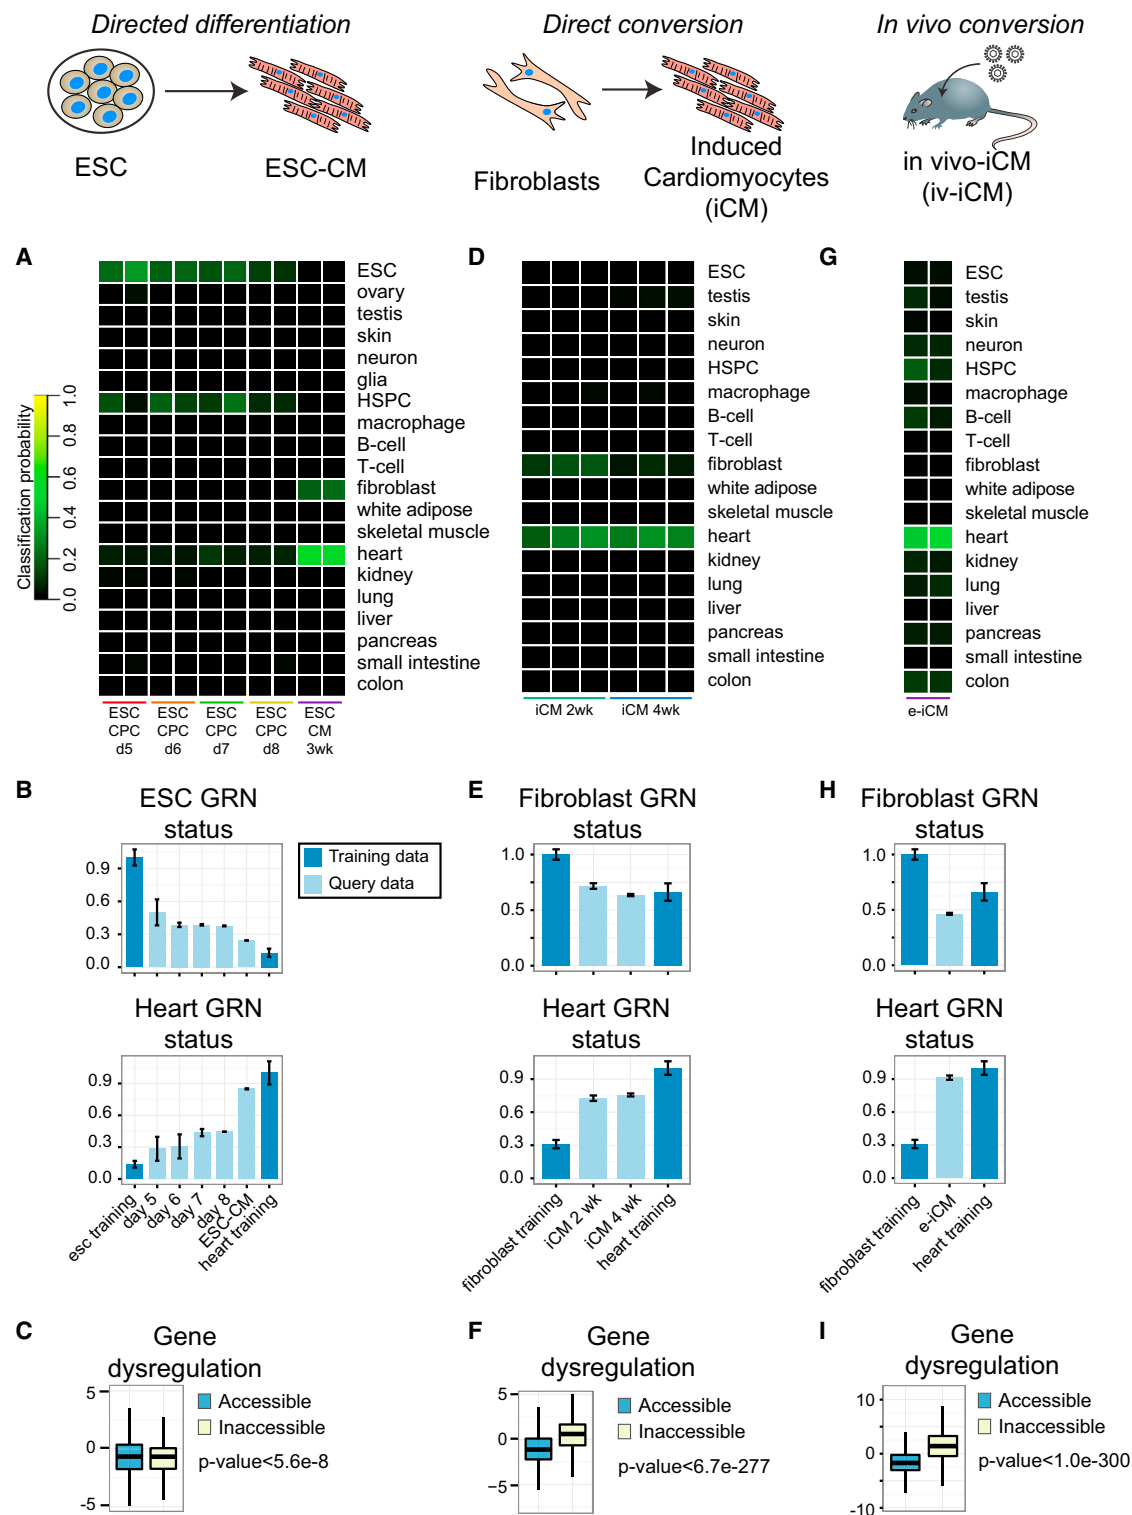 Directed differentiation
Direct conversion
In vivo conversion
ESC
ESC-CM
Fibroblasts
Induced
Cardiomyocytes
(iCM)
in vivo-iCM
(iv-iCM)
A
Classification probability
0.0 0.2 0.4 0.6 0.8 1.0
ESC
ovary
testis
skin
neuron
glia
HSPC
macrophage
B-cell
T-cell
fibroblast
white adipose
skeletal muscle
heart
kidney
lung
liver
pancreas
small intestine
colon
ESC ESC ESC ESC ESC
CPC CPC CPC CPC CM
d5 d6 d7 d8 3wk
D
ESC
testis
skin
neuron
HSPC
macrophage
B-cell
T-cell
fibroblast
white adipose
skeletal muscle
heart
kidney
lung
liver
pancreas
small intestine
colon
iCM 2wk iCM 4wk
G
ESC
testis
skin
neuron
HSPC
macrophage
B-cell
T-cell
fibroblast
white adipose
skeletal muscle
heart
kidney
lung
liver
pancreas
small intestine
colon
e-iCM
B
ESC GRN
status
0.9
0.6
0.3
0.0
Training data
Query data
Heart GRN
status
0.9
0.6
0.3
0.0
esc training
day 5
day 6
day 7
day 8
ESC-CM
heart training
E
Fibroblast GRN
status
1.0
0.5
0.0
Heart GRN
status
0.9
0.6
0.3
0.0
fibroblast training
iCM 2 wk
iCM 4 wk
heart training
H
Fibroblast GRN
status
1.0
0.5
0.0
Heart GRN
status
0.9
0.6
0.3
0.0
fibroblast training
e-iCM
heart training
C
Gene
dysregulation
5
0
-5
Accessible
Inaccessible
p-value<5.6e-8
F
Gene
dysregulation
5
0
−5
Accessible
Inaccessible
p-value<6.7e-277
I
Gene
dysregulation
10
5
0
-5
-10
Accessible
Inaccessible
p-value<1.0e-300